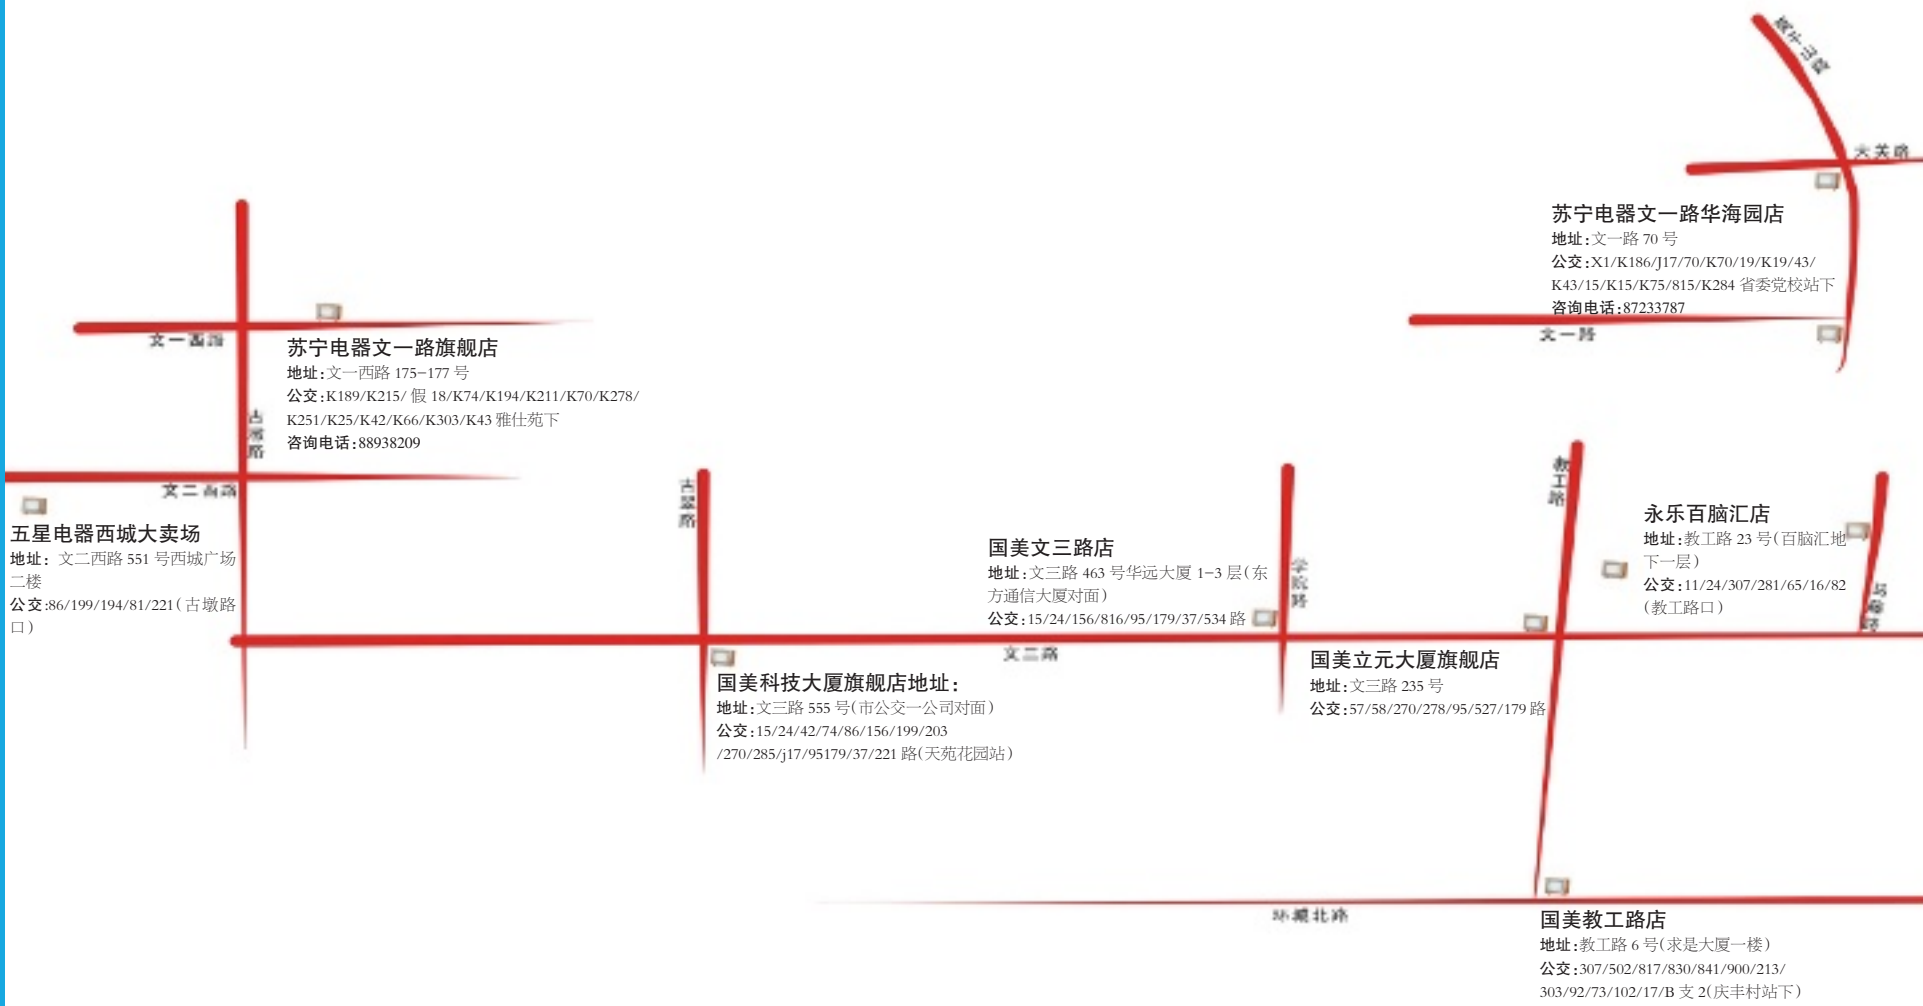 大关路
苏宁电器文一路华海园店
地址:文一路 70 号
公交:X1/K186/J17/70/K70/19/K19/43/
K43/15/K15/K75/815/K284 省委党校站下
咨询电话:87233787
文一路
文一西路
苏宁电器文一路旗舰店
地址:文一西路 175-177 号
公交:K189/K215/ 假 18/K74/K194/K211/K70/K278/
K251/K25/K42/K66/K303/K43 雅仕苑下
咨询电话:88938209
古墩路
文二西路
五星电器西城大卖场
地址: 文二西路 551 号西城广场
二楼
公交:86/199/194/81/221(古墩路
口)
古翠路
国美科技大厦旗舰店地址:
地址:文三路 555 号(市公交一公司对面)
公交:15/24/42/74/86/156/199/203
/270/285/j17/95179/37/221 路(天苑花园站)
国美文三路店
地址:文三路 463 号华远大厦 1-3 层(东
方通信大厦对面)
公交:15/24/156/816/95/179/37/534 路
文三路
学院路
国美立元大厦旗舰店
地址:文三路 235 号
公交:57/58/270/278/95/527/179 路
教工路
永乐百脑汇店
地址:教工路 23 号(百脑汇地
下一层)
公交:11/24/307/281/65/16/82
(教工路口)
环城北路
国美教工路店
地址:教工路 6 号(求是大厦一楼)
公交:307/502/817/830/841/900/213/
303/92/73/102/17/B 支 2(庆丰村站下)